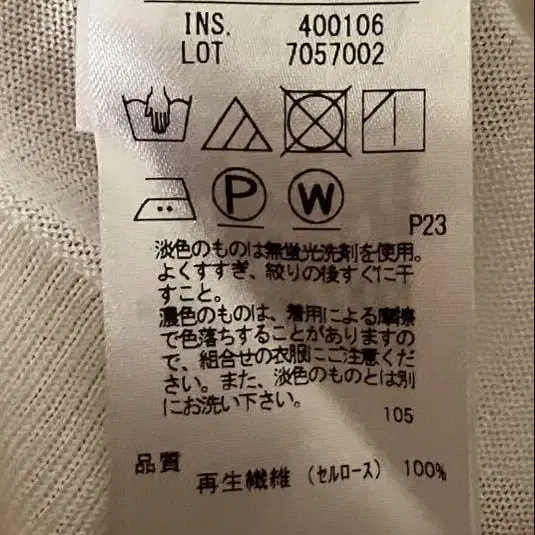 INS. 400106
LOT 7057002
P W
P23
淡色のものは無蛍光洗剤を使用。
よくすすぎ、絞りの後すぐに干
すこと。
濃色のものは、着用による摩擦
で色落ちすることがありますの
で、組合せの衣服にご注意くだ
さい。また、淡色のものとは別
にお洗い下さい。
105
品質 再生繊維（セルロース） 100%